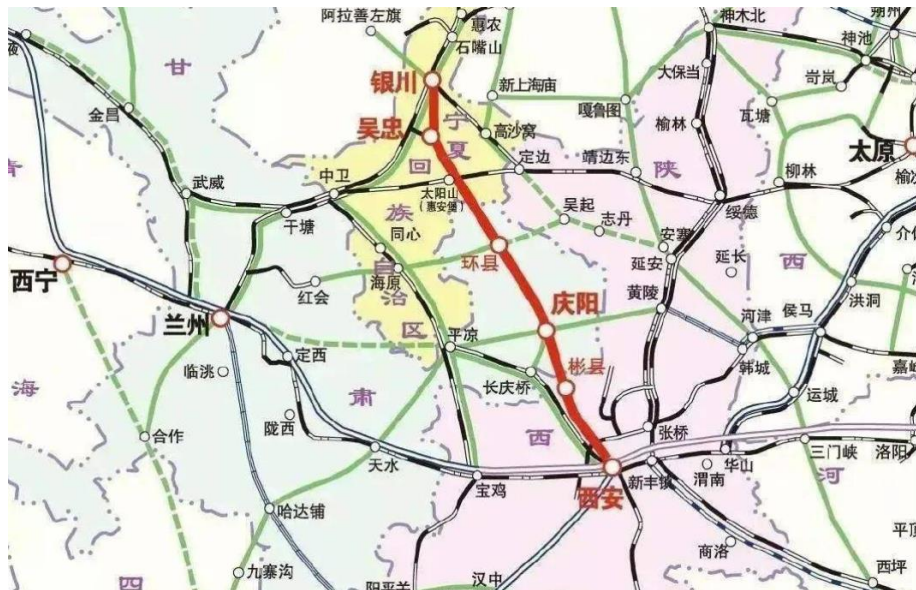 阿拉善左旗
惠农
石嘴山
神木北
朔州
神池
银川
新上海庙
大保当
岢岚
甘
金昌
嘎鲁图
瓦塘
吴忠
宁
高沙窝
榆林
太原
夏
回
定边
靖边东
陕
柳林
榆次
武威
中卫
太阳山
(惠安堡)
族
吴起
志丹
绥德
干塘
同心
安塞
西宁
自
环县
延安
延长
西
海原
治
红会
黄陵
洪洞
兰州
区
庆阳
河津
侯马
平凉
定西
韩城
临洮
彬县
长庆桥
海
肃
运城
陇西
西
张桥
合作
三门峡
洛阳
天水
华山
渭南
宝鸡
西安
新丰镇
河
哈达铺
商洛
九寨沟
汉中
西坪
阳平关
四